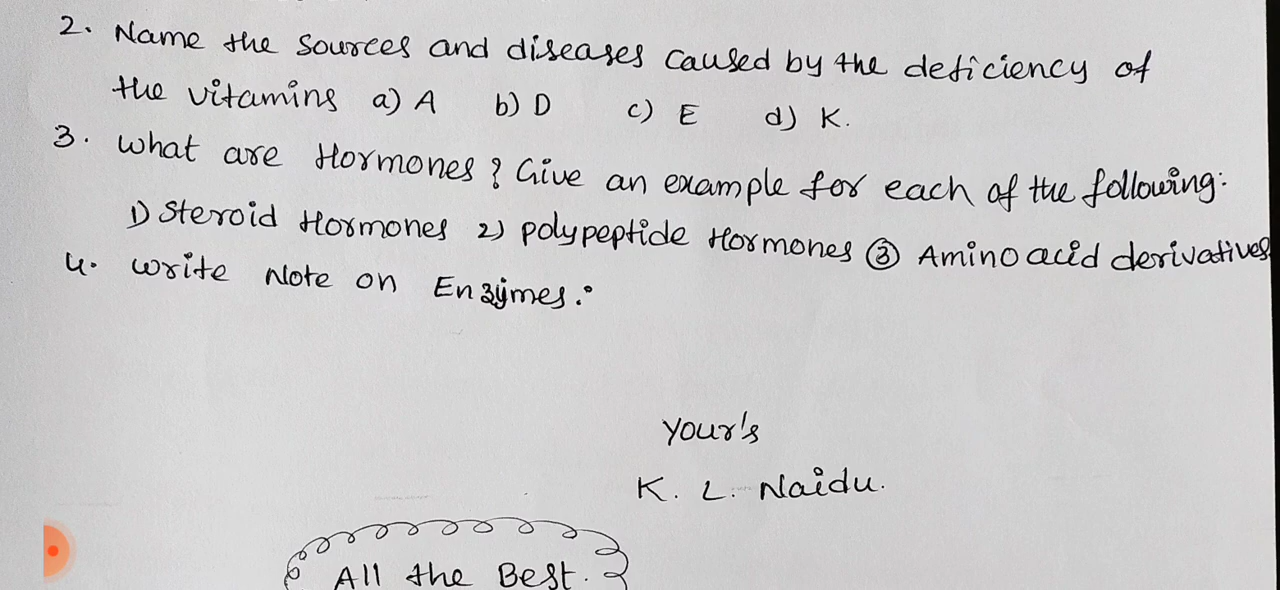 2. Name the sources and diseases caused by the deficiency of
the vitamins a) A b) D c) E d) K.
3. What are Hormones ? Give an example for each of the following:
1) Steroid Hormones 2) polypeptide Hormones ③ Amino acid derivatives
4. Write Note on Enzymes.
Your's
K. L. Naidu.
All the Best.